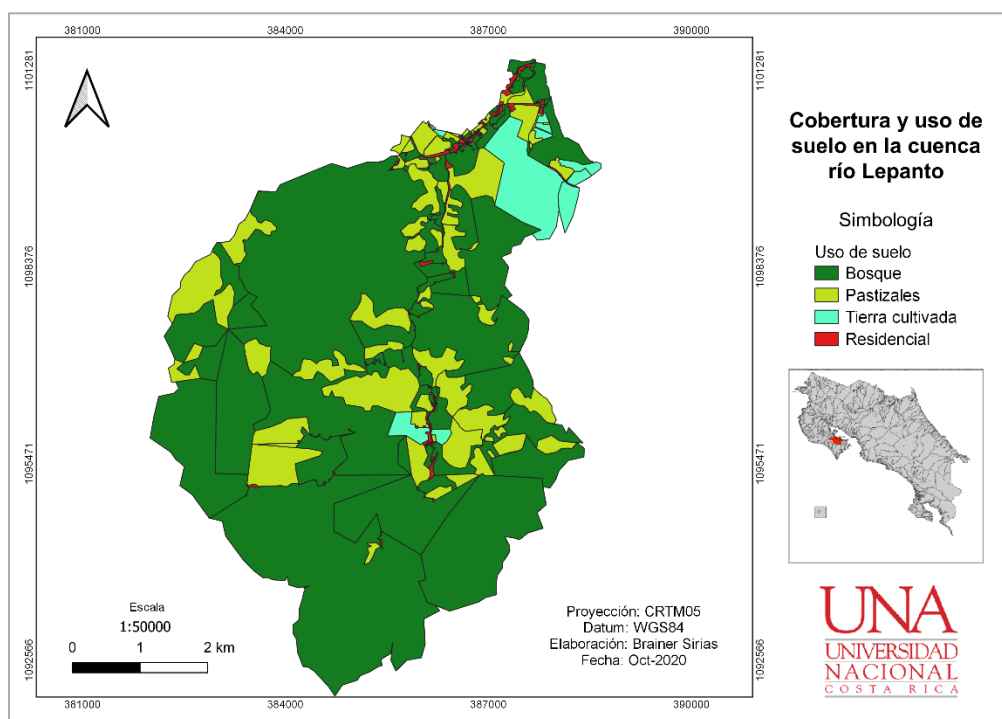 381000 384000 387000 390000
1101281 1101281
Cobertura y uso de
suelo en la cuenca
río Lepanto
Simbología
Uso de suelo
Bosque
Pastizales
Tierra cultivada
Residencial
1098376 1098376
1095471 1095471
1092566 1092566
Escala
1:50000
0 1 2 km
Proyección: CRTM05
Datum: WGS84
Elaboración: Brainer Sirias
Fecha: Oct-2020
381000 384000 387000 390000
UNA
UNIVERSIDAD
NACIONAL
COSTA RICA